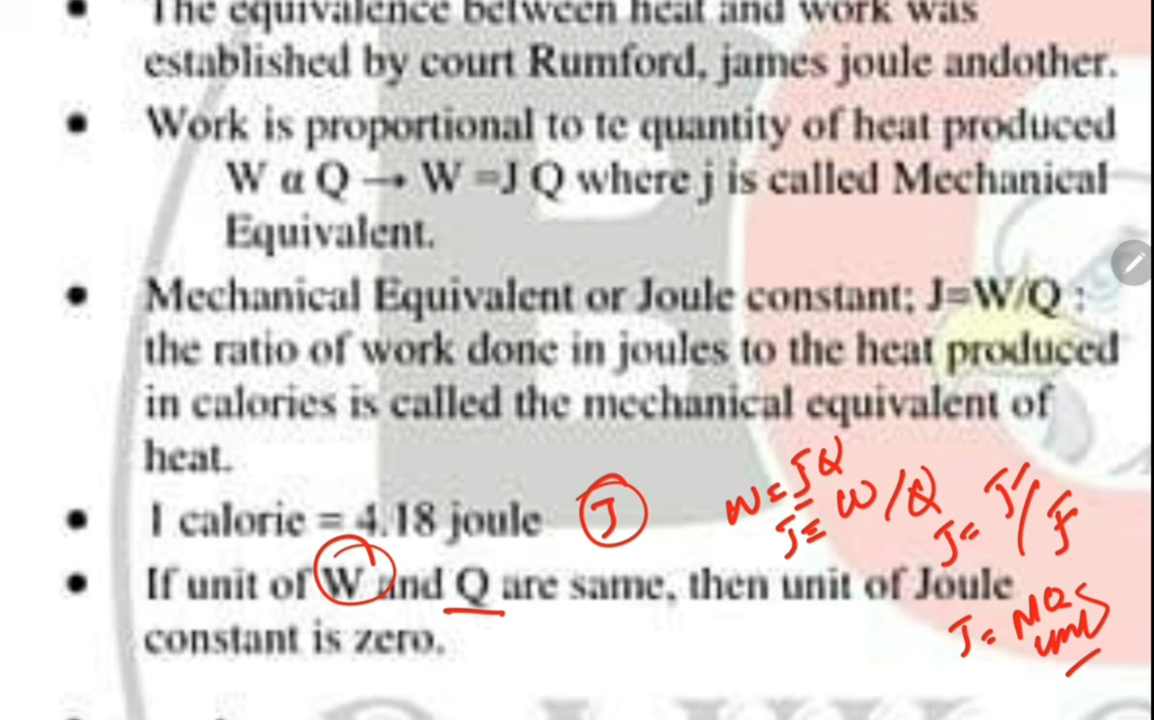 The equivalence between heat and work was
established by court Rumford, james joule andother.
• Work is proportional to te quantity of heat produced
W α Q → W =J Q where j is called Mechanical
Equivalent.
• Mechanical Equivalent or Joule constant; J=W/Q :
the ratio of work done in joules to the heat produced
in calories is called the mechanical equivalent of
heat.
• 1 calorie = 4.18 joule J
W=JQ
J= W/Q
J=
• If unit of W and Q are same, then unit of Joule
constant is zero.
J= NO
unit